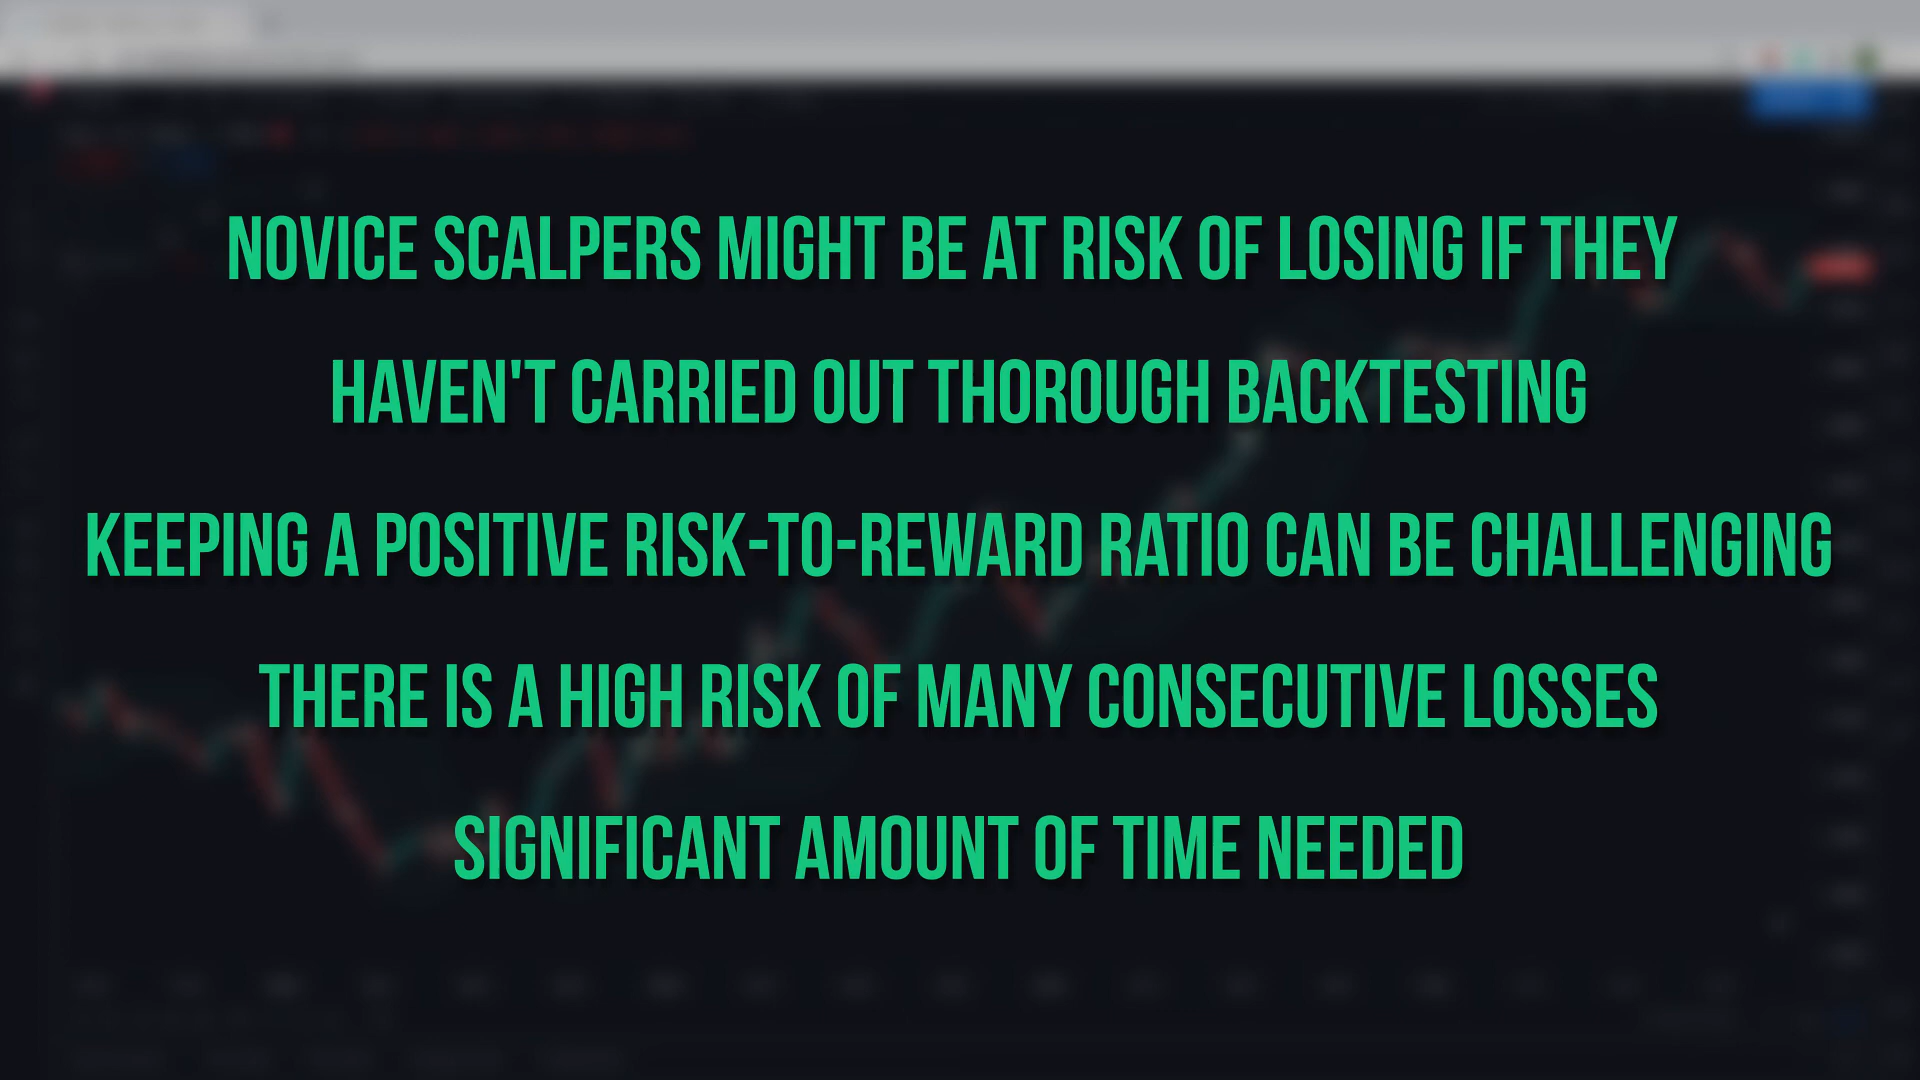 NOVICE SCALPERS MIGHT BE AT RISK OF LOSING IF THEY
HAVEN'T CARRIED OUT THOROUGH BACKTESTING
KEEPING A POSITIVE RISK-TO-REWARD RATIO CAN BE CHALLENGING
THERE IS A HIGH RISK OF MANY CONSECUTIVE LOSSES
SIGNIFICANT AMOUNT OF TIME NEEDED